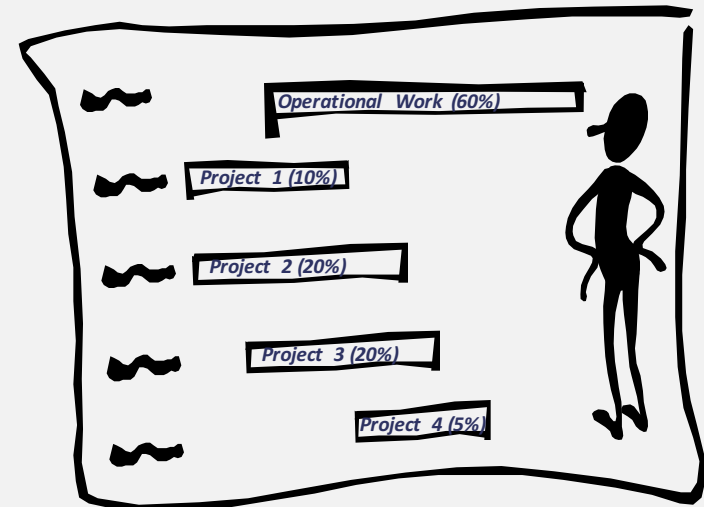 Operational Work (60%)
Project 1 (10%)
Project 2 (20%)
Project 3 (20%)
Project 4 (5%)